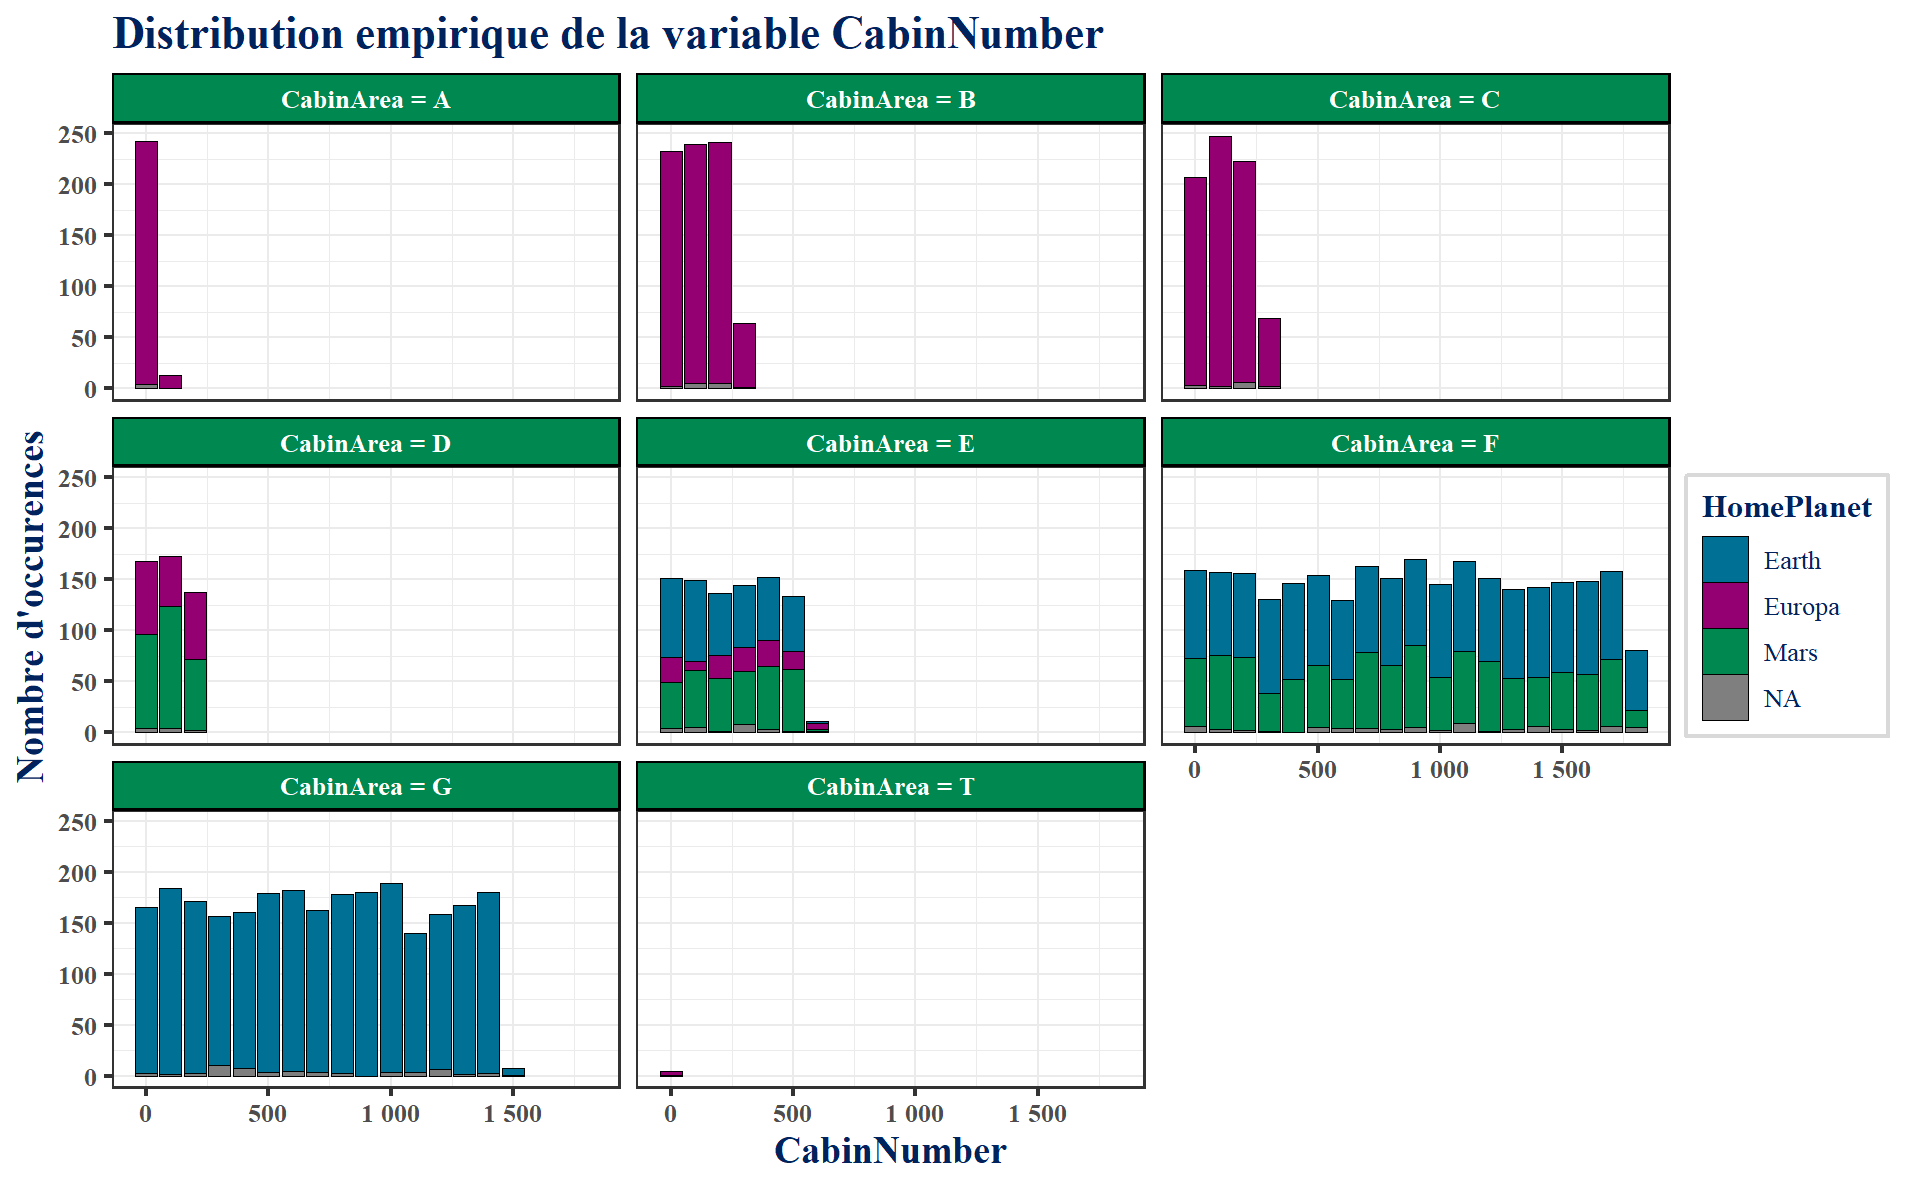 Distribution empirique de la variable CabinNumber
CabinArea = A
CabinArea = B
CabinArea = C
250
200
150
100
50
0
CabinArea = D
CabinArea = E
CabinArea = F
250
200
150
100
50
0
0 500 1 000 1 500
CabinArea = G
CabinArea = T
250
200
150
100
50
0
0 500 1 000 1 500
0 500 1 000 1 500
CabinNumber
Nombre d'occurences
HomePlanet
Earth
Europa
Mars
NA